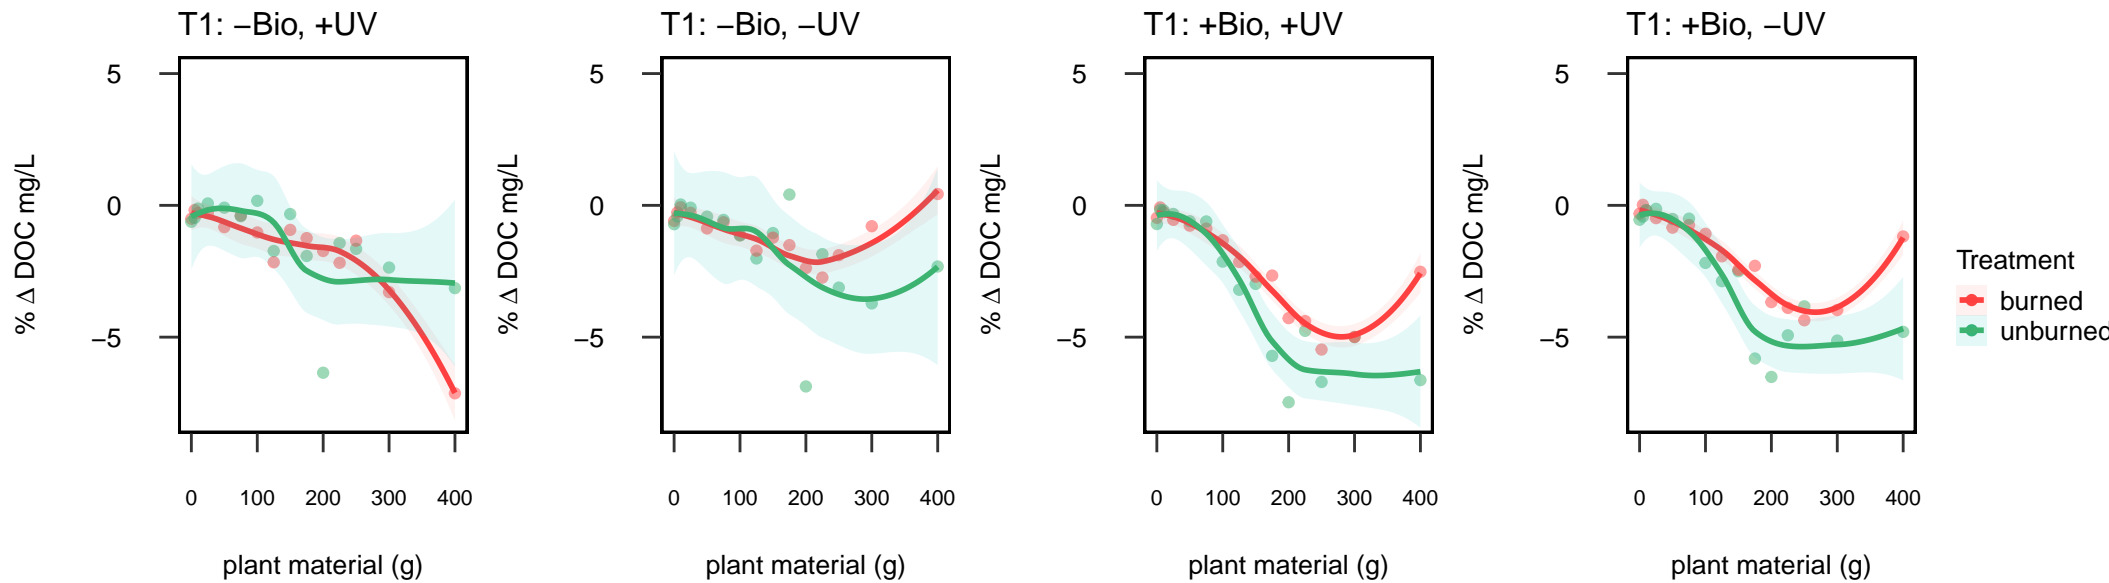 T1: −Bio, +UV
% Δ DOC mg/L
5
0
−5
0 100 200 300 400
plant material (g)
T1: −Bio, −UV
% Δ DOC mg/L
5
0
−5
0 100 200 300 400
plant material (g)
T1: +Bio, +UV
% Δ DOC mg/L
5
0
−5
0 100 200 300 400
plant material (g)
T1: +Bio, −UV
% Δ DOC mg/L
5
0
−5
0 100 200 300 400
plant material (g)
Treatment
burned
unburned